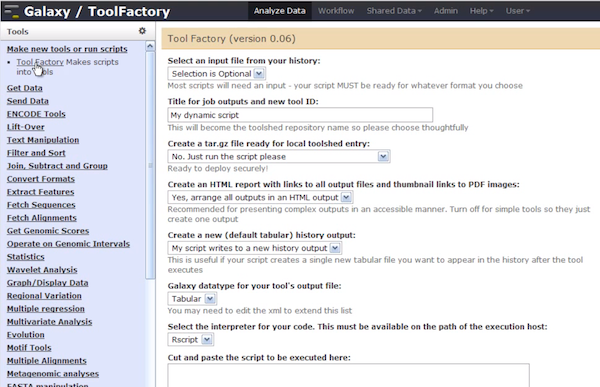 Galaxy / ToolFactory
Analyze Data
Workflow
Shared Data
Admin
Help
User
Tools
Make new tools or run scripts
Tool Factory Makes scripts
into tools
Get Data
Send Data
ENCODE Tools
Lift-Over
Text Manipulation
Filter and Sort
Join, Subtract and Group
Convert Formats
Extract Features
Fetch Sequences
Fetch Alignments
Get Genomic Scores
Operate on Genomic Intervals
Statistics
Wavelet Analysis
Graph/Display Data
Regional Variation
Multiple regression
Multivariate Analysis
Evolution
Motif Tools
Multiple Alignments
Metagenomic analyses
FASTA manipulation
Tool Factory (version 0.06)
Select an input file from your history:
Selection is Optional
Most scripts will need an input - your script MUST be ready for whatever format you choose
Title for job outputs and new tool ID:
My dynamic script
This will become the toolshed repository name so please choose thoughtfully
Create a tar.gz file ready for local toolshed entry:
No. Just run the script please
Ready to deploy securely!
Create an HTML report with links to all output files and thumbnail links to PDF images:
Yes, arrange all outputs in an HTML output
Recommended for presenting complex outputs in an accessible manner. Turn off for simple tools so they just
create one output
Create a new (default tabular) history output:
My script writes to a new history output
This is useful if your script creates a single new tabular file you want to appear in the history after the tool
executes
Galaxy datatype for your tool's output file:
Tabular
You may need to edit the xml to extend this list
Select the interpreter for your code. This must be available on the path of the execution host:
Rscript
Cut and paste the script to be executed here: